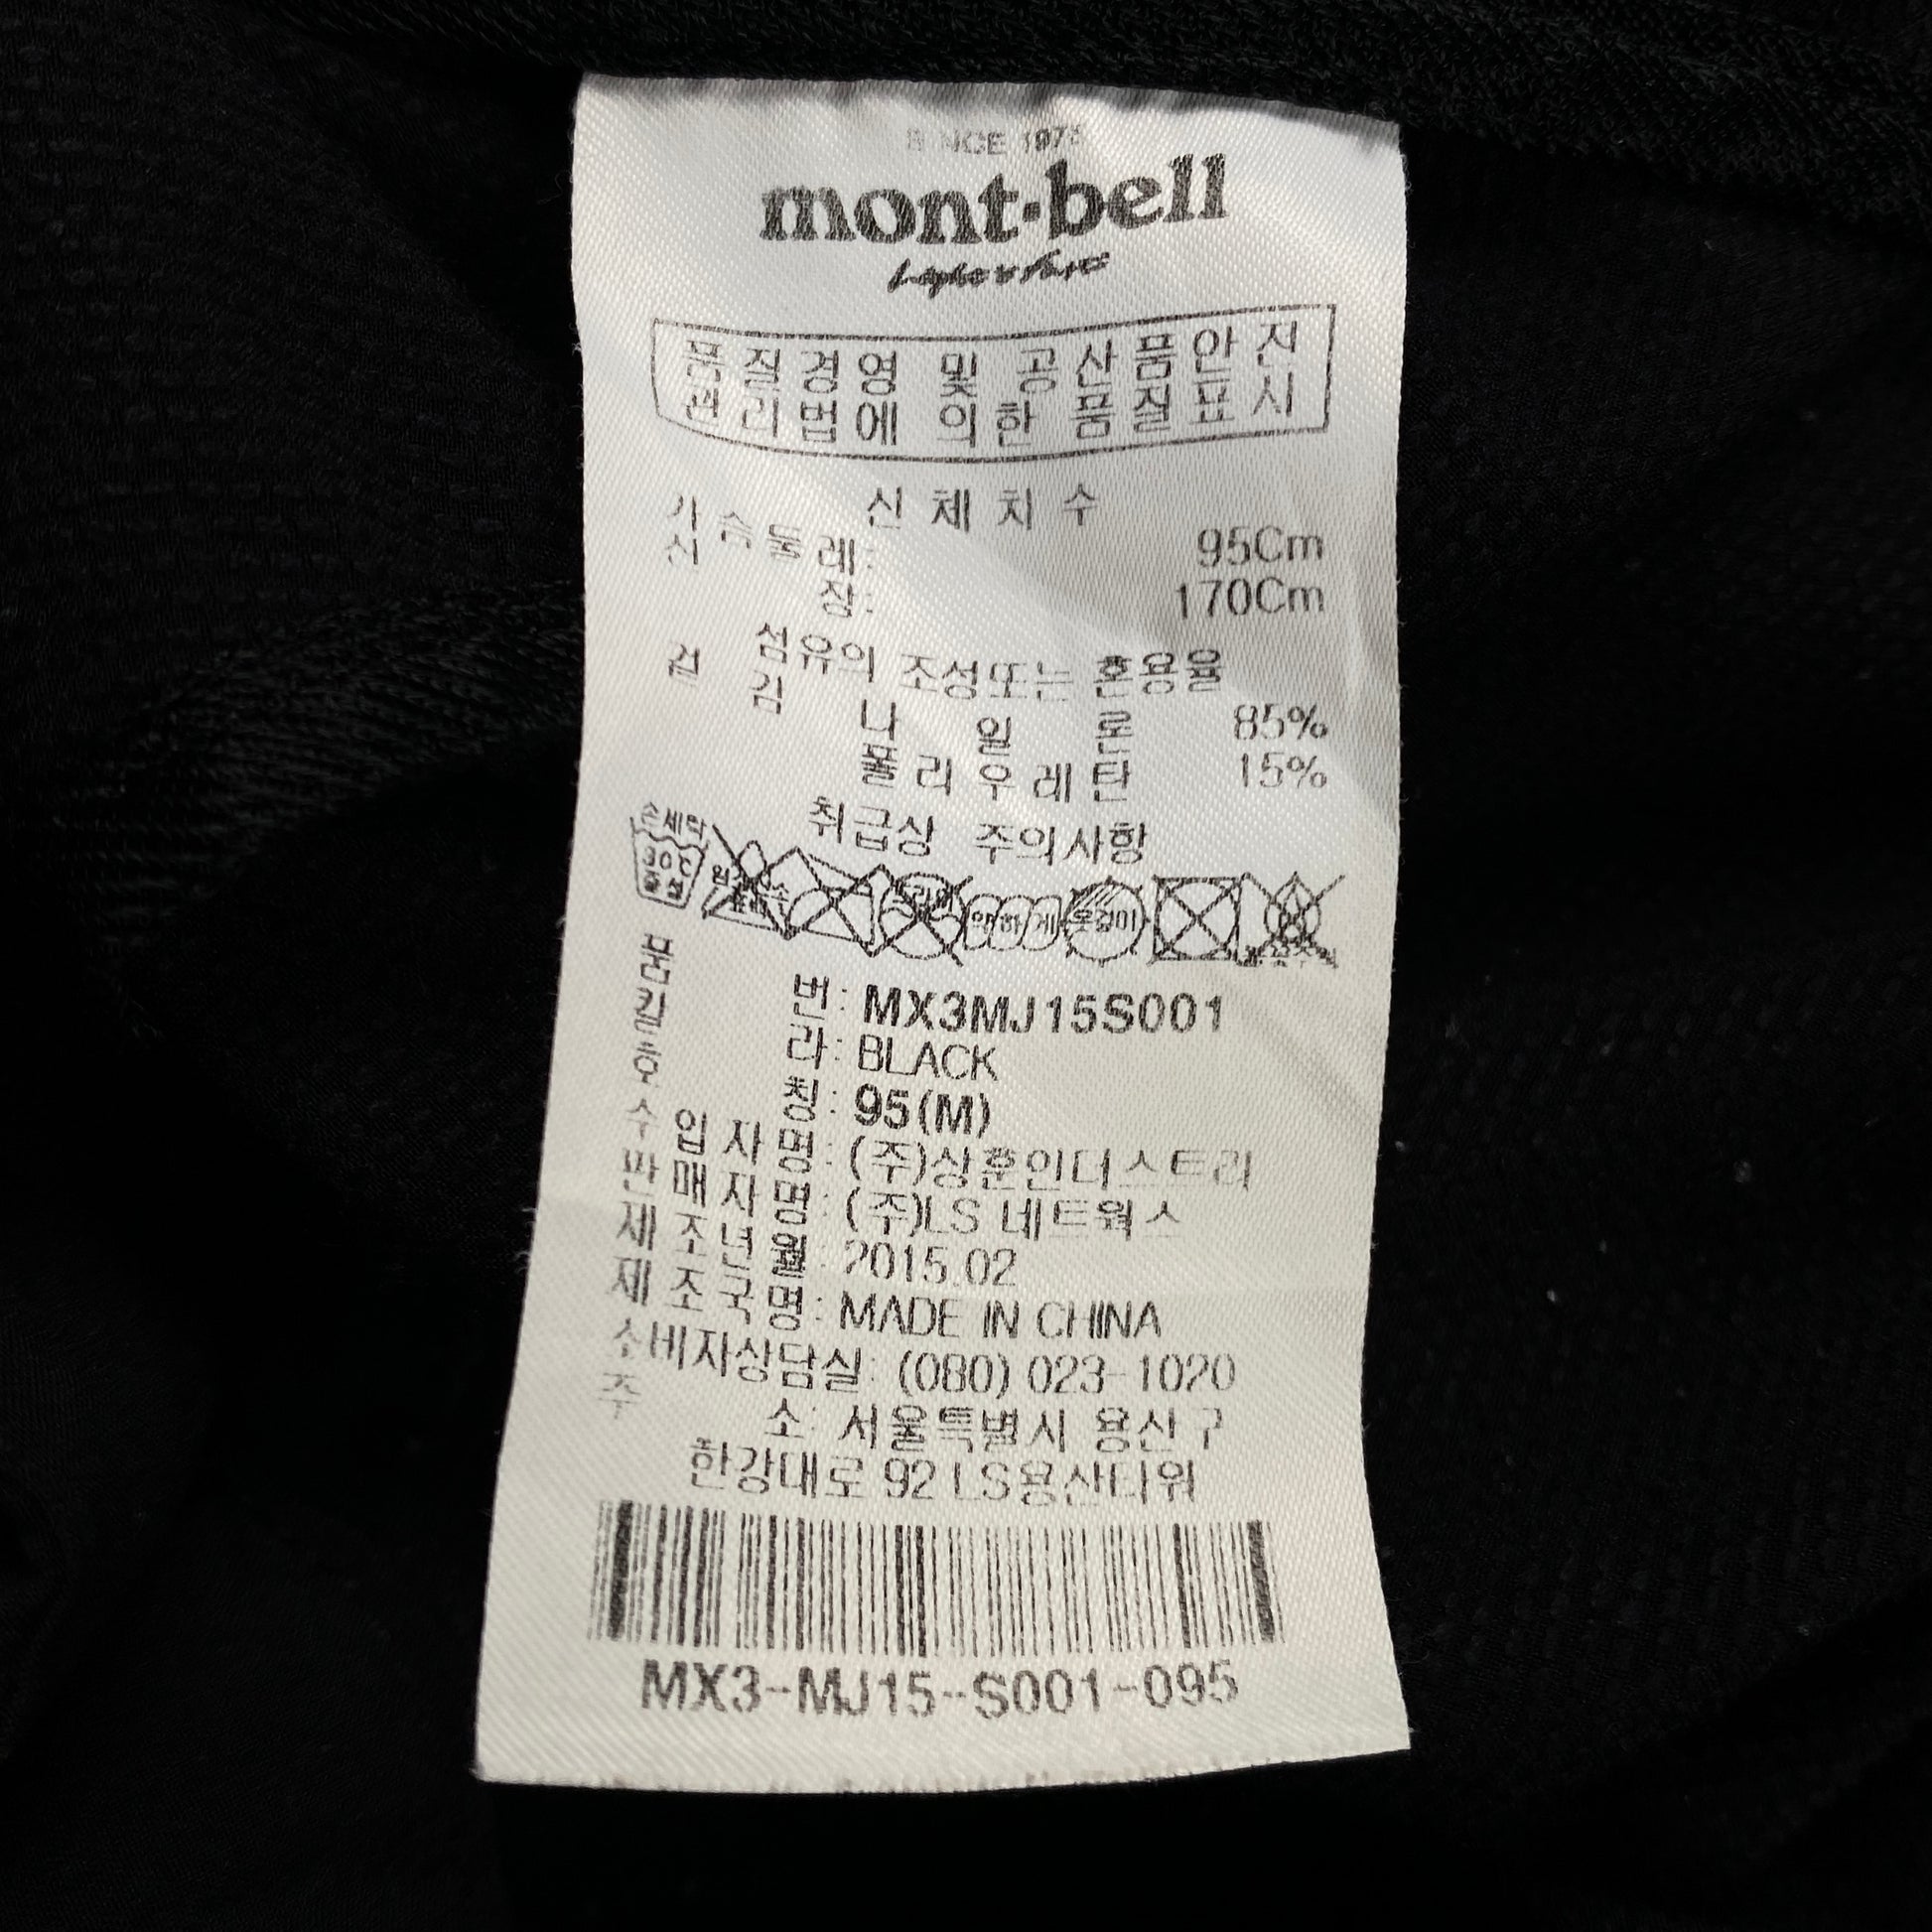 SINCE 1975
mont-bell
품질경영 및 공산품안전
관리법에 의한 품질표시
신체치수
가슴둘레: 95Cm
신장: 170Cm
섬유의 조성또는 혼용율
겉감
나일론 85%
폴리우레탄 15%
취급상 주의사항
손세탁
30℃
중성
드라이
약하게
옷걸이
품번: MX3MJ15S001
칼라: BLACK
호칭: 95(M)
수입자명: (주)상훈인더스트리
판매자명: (주)LS 네트웍스
제조년월: 2015.02
제조국명: MADE IN CHINA
소비자상담실: (080) 023-1020
주소: 서울특별시 용산구
한강대로 92 LS용산타워
MX3-MJ15-S001-095